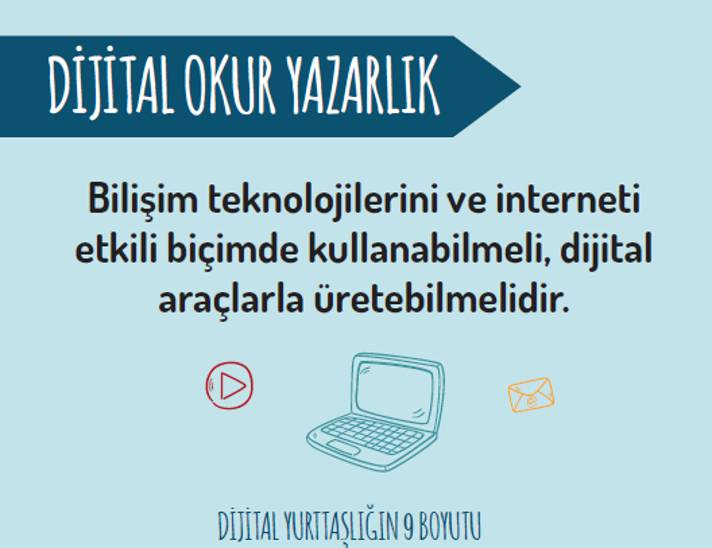 DİJİTAL OKUR YAZARLIK
Bilişim teknolojilerini ve interneti
etkili biçimde kullanabilmeli, dijital
araçlarla üretebilmelidir.
DİJİTAL YURTTAŞLIĞIN 9 BOYUTU